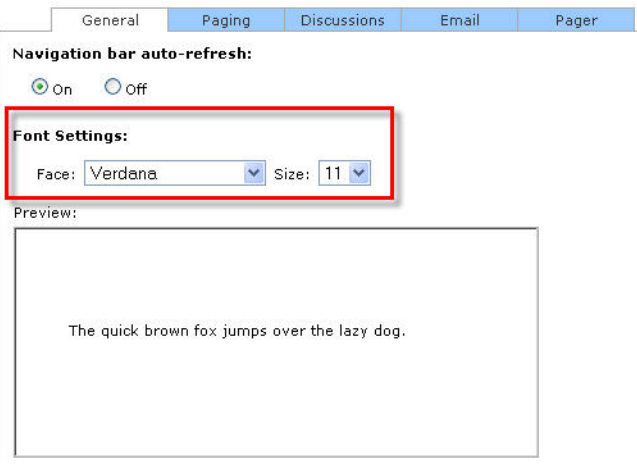 General Paging Discussions Email Pager
Navigation bar auto-refresh:
On Off
Font Settings:
Face: Verdana Size: 11
Preview:
The quick brown fox jumps over the lazy dog.